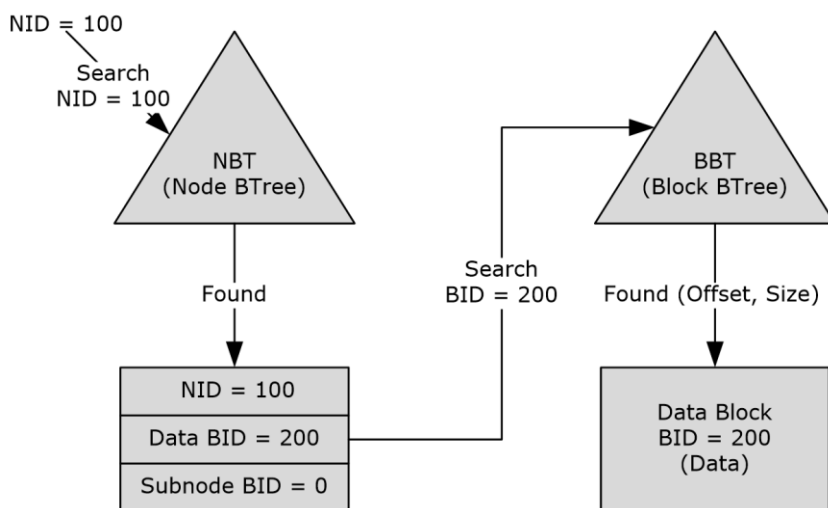 NID = 100
Search
NID = 100
NBT
(Node BTree)
Found
NID = 100
Data BID = 200
Subnode BID = 0
Search
BID = 200
BBT
(Block BTree)
Found (Offset, Size)
Data Block
BID = 200
(Data)